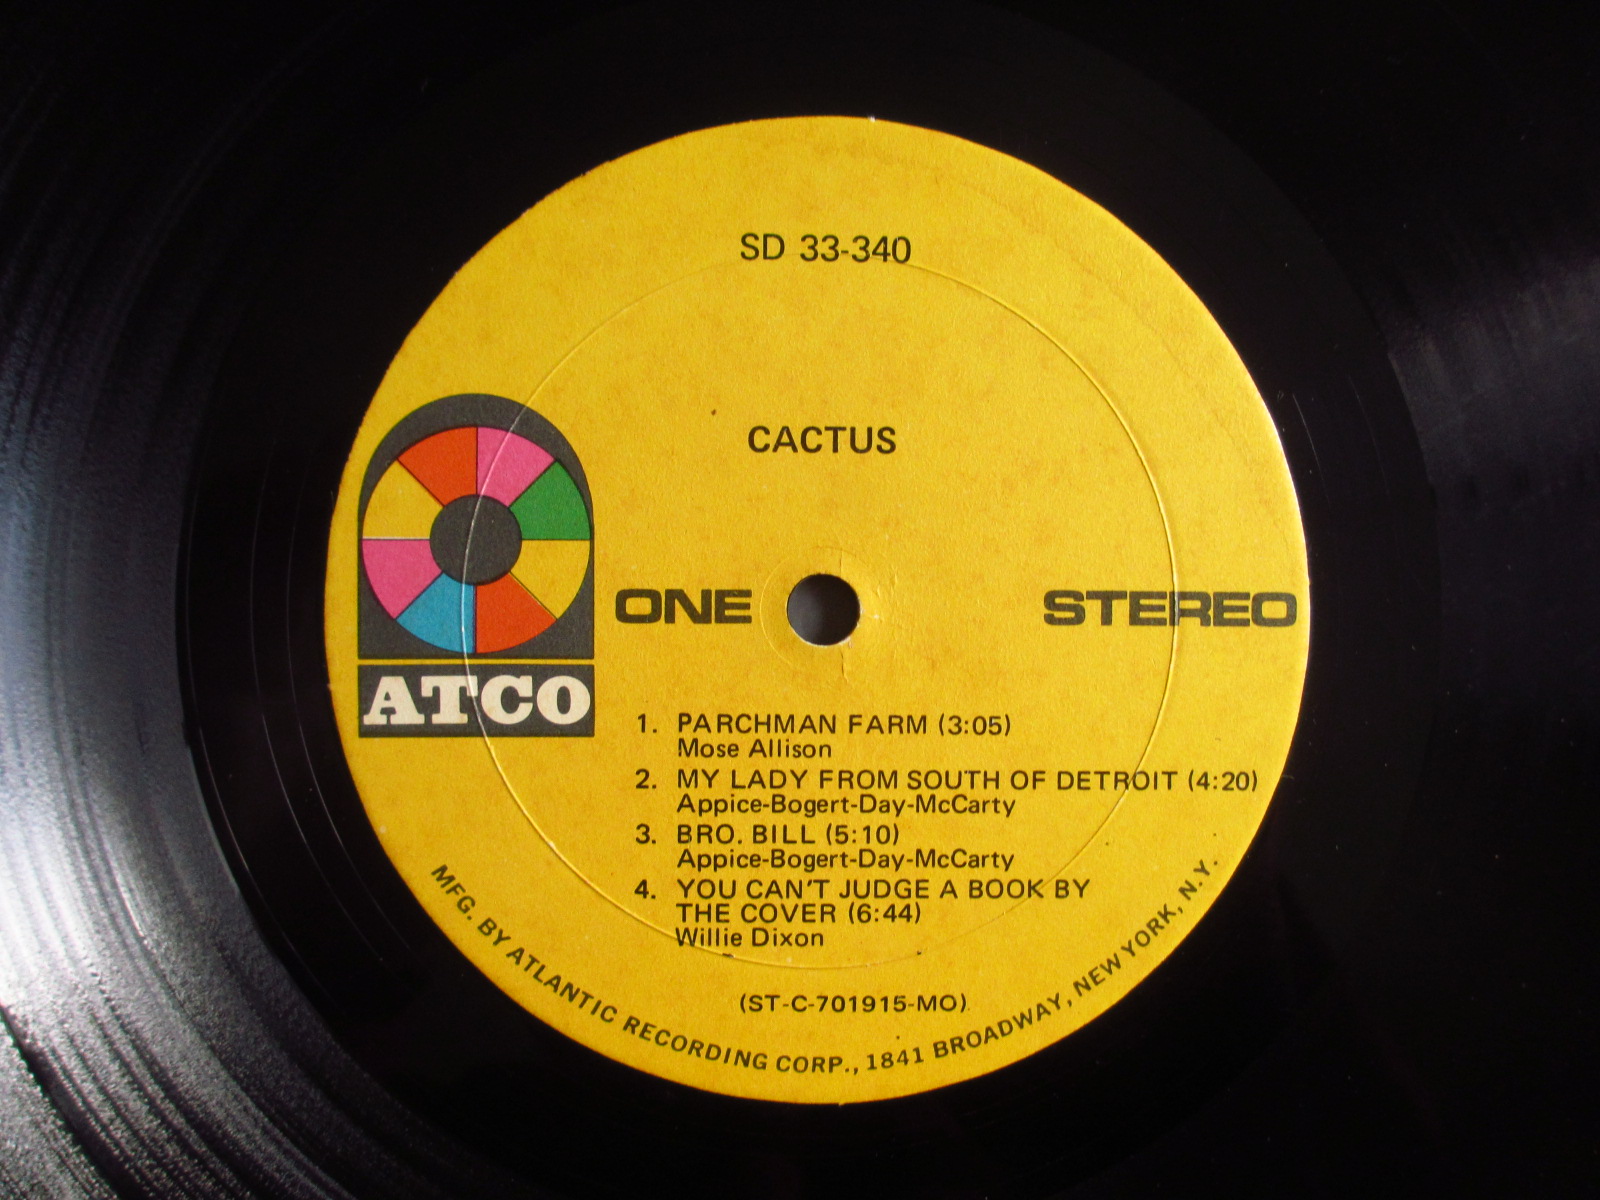 SD 33-340
CACTUS
ONE
STEREO
ATCO
1. PARCHMAN FARM (3:05)
Mose Allison
2. MY LADY FROM SOUTH OF DETROIT (4:20)
Appice-Bogert-Day-McCarty
3. BRO. BILL (5:10)
Appice-Bogert-Day-McCarty
4. YOU CAN'T JUDGE A BOOK BY
THE COVER (6:44)
Willie Dixon
(ST-C-701915-MO)
MFG. BY ATLANTIC RECORDING CORP., 1841 BROADWAY, NEW YORK, N.Y.